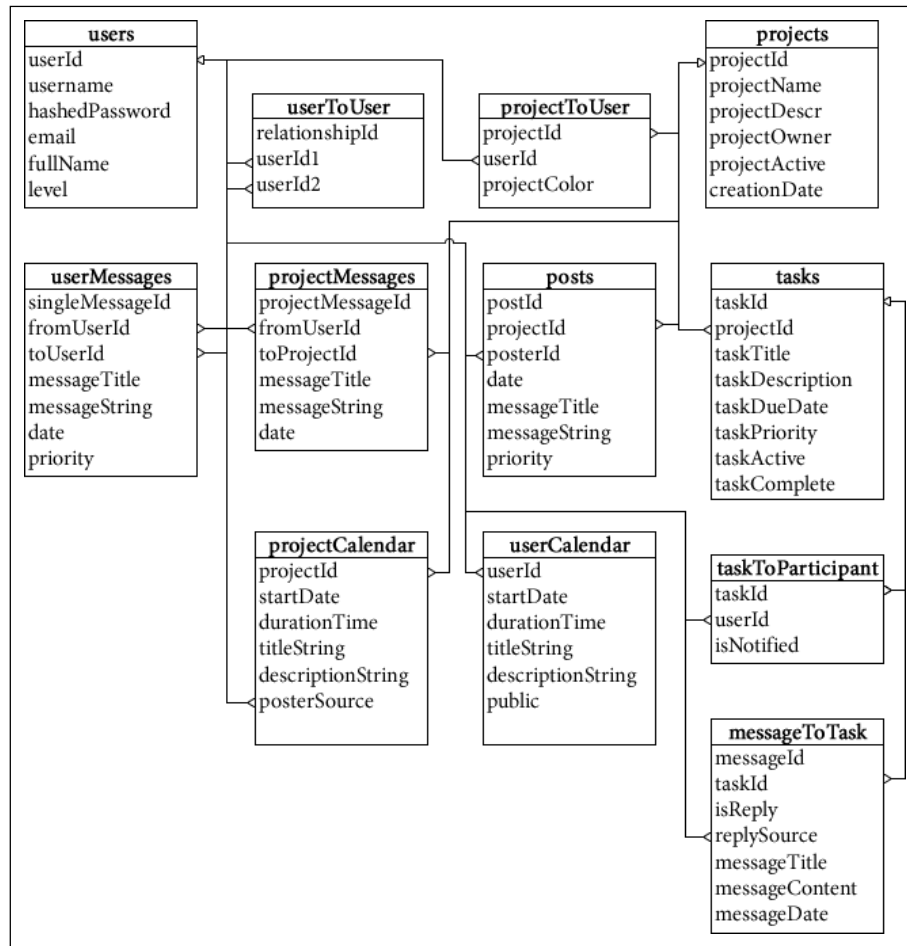 users
userId
username
hashedPassword
email
fullName
level
userToUser
relationshipId
userId1
userId2
projectToUser
projectId
userId
projectColor
projects
projectId
projectName
projectDescr
projectOwner
projectActive
creationDate
userMessages
singleMessageId
fromUserId
toUserId
messageTitle
messageString
date
priority
projectMessages
projectMessageId
fromUserId
toProjectId
messageTitle
messageString
date
posts
postId
projectId
posterId
date
messageTitle
messageString
priority
tasks
taskId
projectId
taskTitle
taskDescription
taskDueDate
taskPriority
taskActive
taskComplete
projectCalendar
projectId
startDate
durationTime
titleString
descriptionString
posterSource
userCalendar
userId
startDate
durationTime
titleString
descriptionString
public
taskToParticipant
taskId
userId
isNotified
messageToTask
messageId
taskId
isReply
replySource
messageTitle
messageContent
messageDate